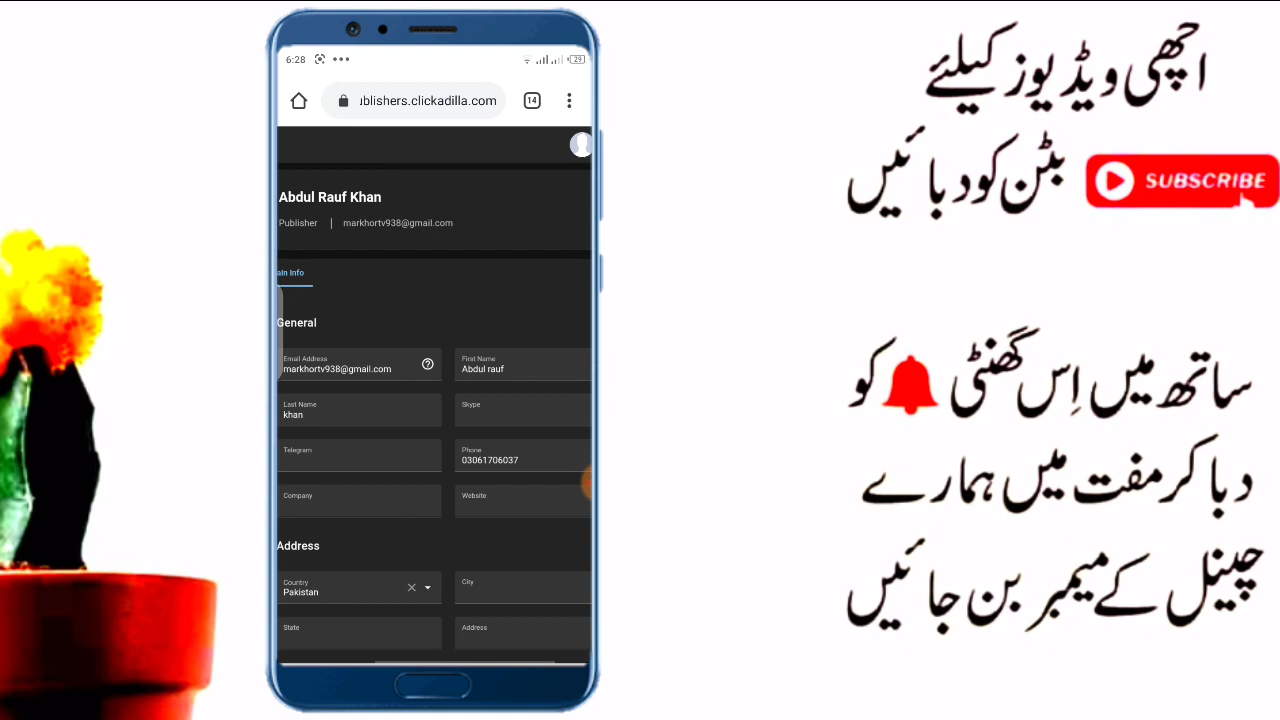 6:28
29
ublishers.clickadilla.com
14
Abdul Rauf Khan
Publisher | markhortv938@gmail.com
ain Info
General
Email Address
markhortv938@gmail.com
First Name
Abdul rauf
Last Name
khan
Skype
Telegram
Phone
03061706037
Company
Website
Address
Country
Pakistan
City
State
Address
اچھی ویڈیوز کیلئے
SUBSCRIBE بٹن کو دبائیں
ساتھ میں اِس گھنٹی کو
دبا کر مفت میں ہمارے
چینل کے میمبر بن جائیں